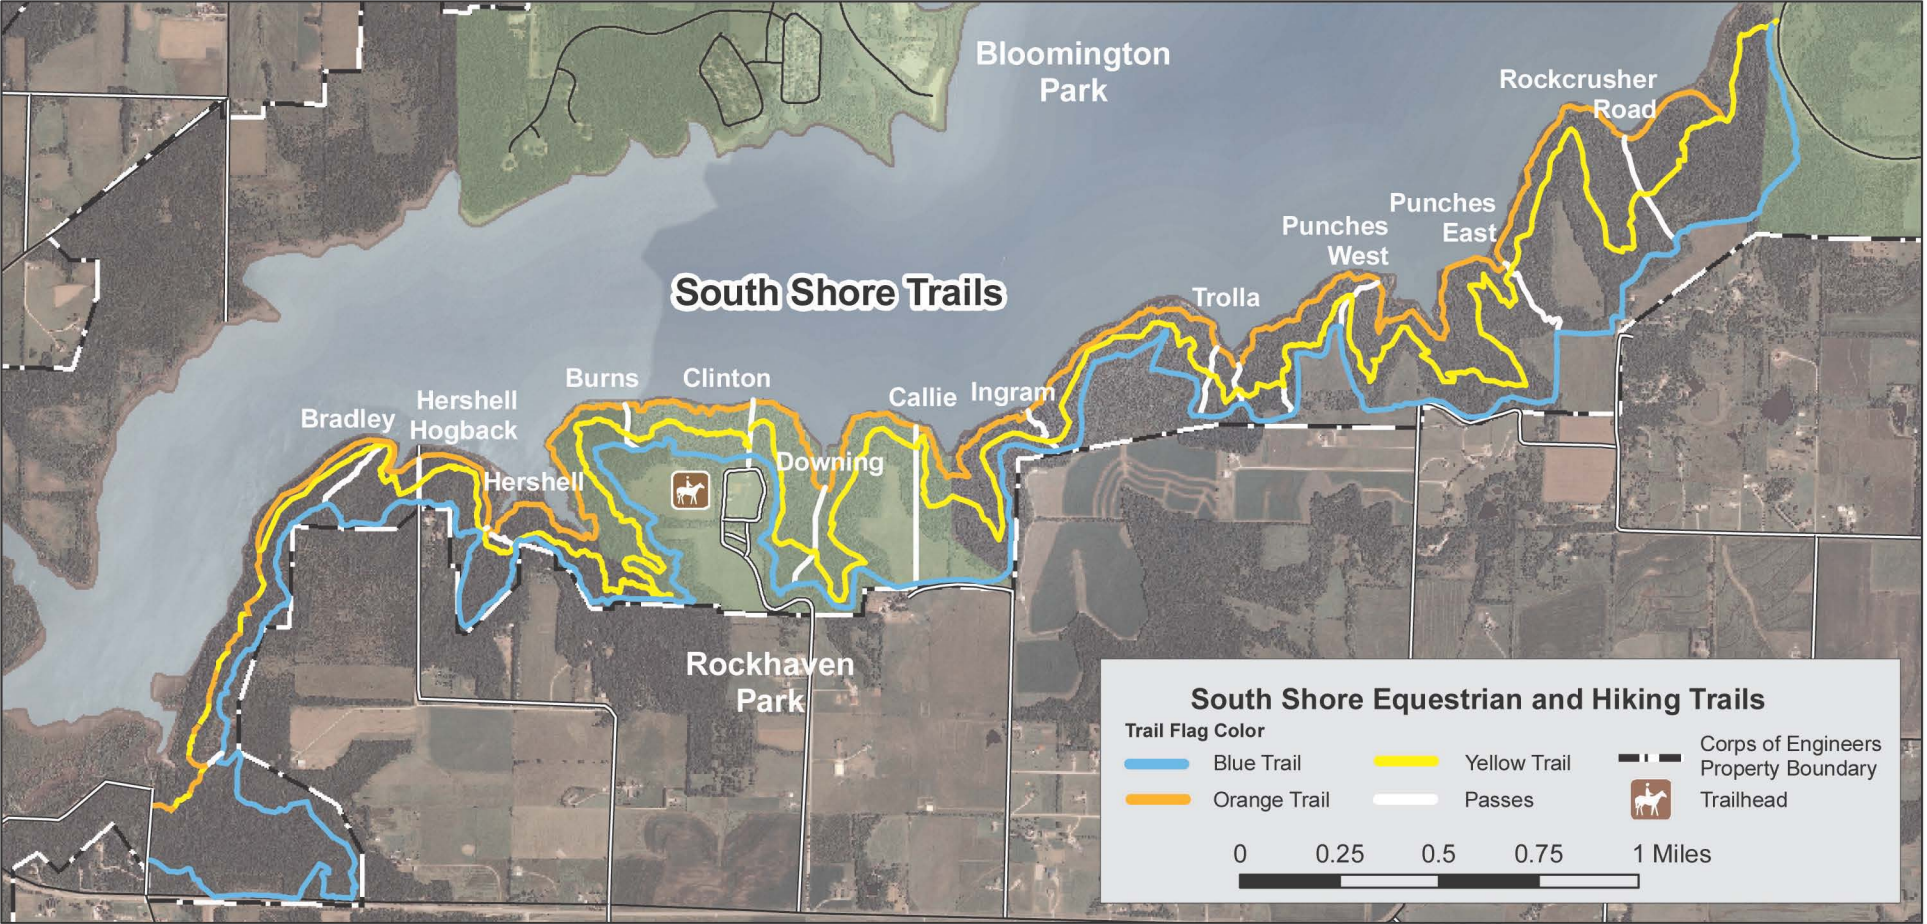 Bloomington
Park
Rockcrusher
Road
Punches
East
Punches
West
South Shore Trails
Trolla
Burns
Clinton
Callie
Ingram
Bradley
Hershell
Hogback
Downing
Hershell
Rockhaven
Park
South Shore Equestrian and Hiking Trails
Trail Flag Color
Blue Trail
Yellow Trail
Corps of Engineers
Property Boundary
Orange Trail
Passes
Trailhead
0 0.25 0.5 0.75 1 Miles